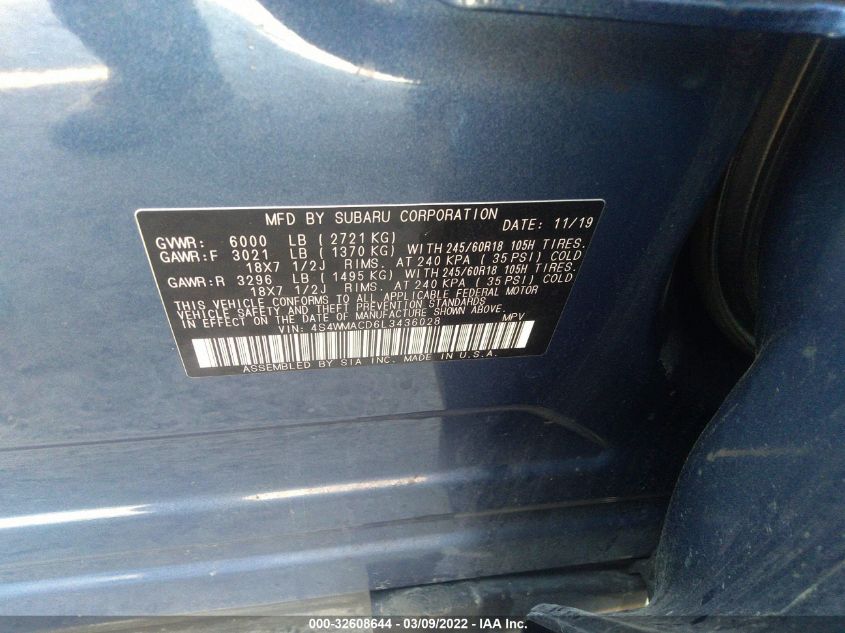 MFD BY SUBARU CORPORATION DATE: 11/19
GVWR: 6000 LB ( 2721 KG)
GAWR:F 3021 LB ( 1370 KG) WITH 245/60R18 105H TIRES.
18X7 1/2J RIMS. AT 240 KPA ( 35 PSI) COLD
GAWR:R 3296 LB ( 1495 KG) WITH 245/60R18 105H TIRES.
18X7 1/2J RIMS. AT 240 KPA ( 35 PSI) COLD
THIS VEHICLE CONFORMS TO ALL APPLICABLE FEDERAL MOTOR
VEHICLE SAFETY AND THEFT PREVENTION STANDARDS
IN EFFECT ON THE DATE OF MANUFACTURE SHOWN ABOVE.
VIN: 4S4WMACD6L3436028 MPV
ASSEMBLED BY SIA INC. MADE IN U.S.A.
000-32608644 - 03/09/2022 - IAA Inc.